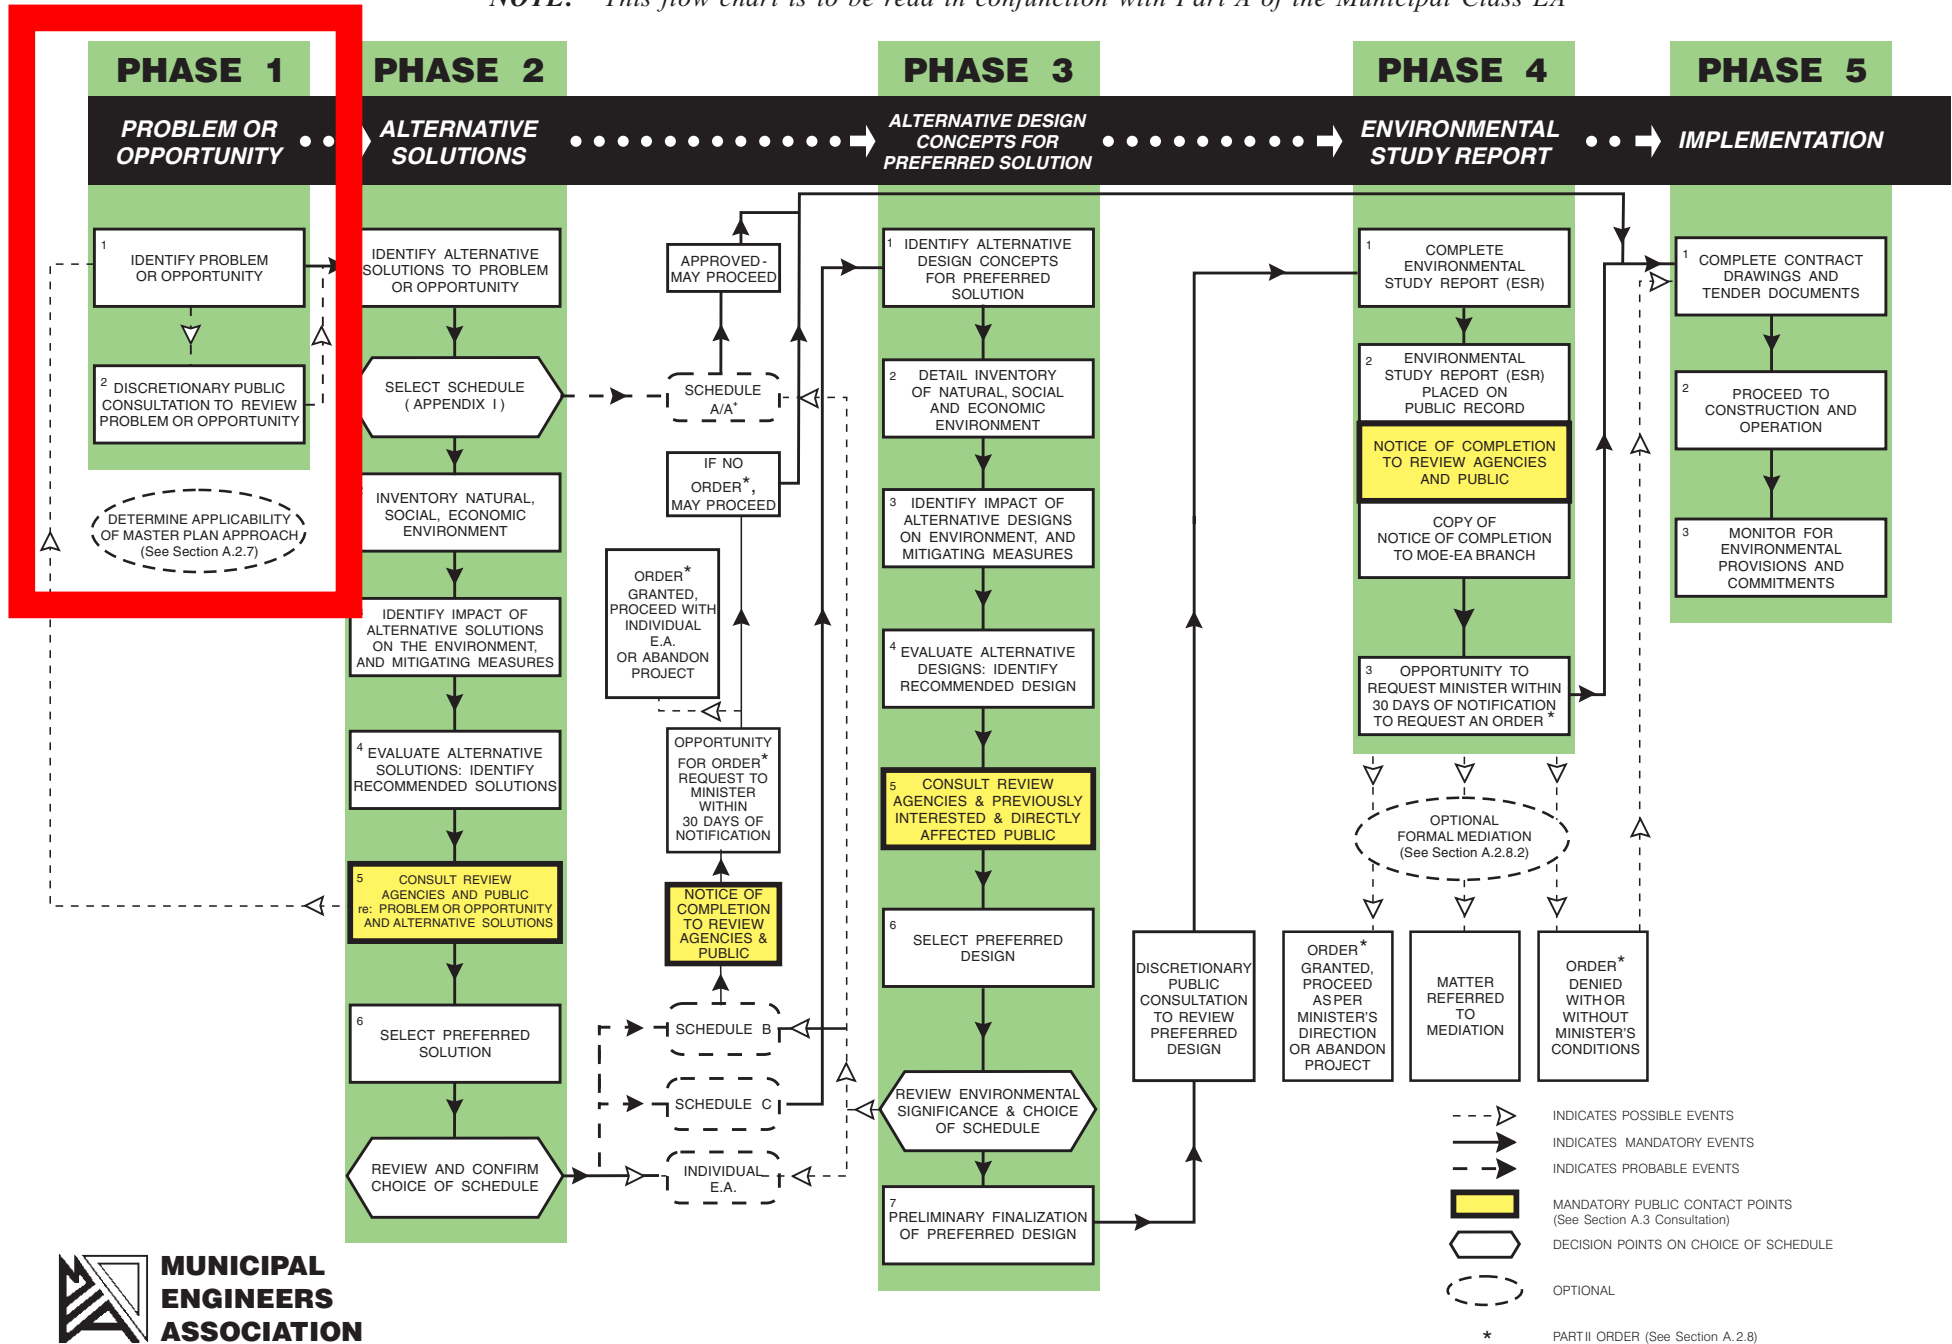 NOTE: This flow chart is to be read in conjunction with Part A of the Municipal Class EA
PHASE 1
PROBLEM OR
OPPORTUNITY
1
IDENTIFY PROBLEM
OR OPPORTUNITY
2
DISCRETIONARY PUBLIC
CONSULTATION TO REVIEW
PROBLEM OR OPPORTUNITY
DETERMINE APPLICABILITY
OF MASTER PLAN APPROACH
(See Section A.2.7)
PHASE 2
ALTERNATIVE
SOLUTIONS
IDENTIFY ALTERNATIVE
SOLUTIONS TO PROBLEM
OR OPPORTUNITY
SELECT SCHEDULE
( APPENDIX I )
INVENTORY NATURAL,
SOCIAL, ECONOMIC
ENVIRONMENT
IDENTIFY IMPACT OF
ALTERNATIVE SOLUTIONS
ON THE ENVIRONMENT,
AND MITIGATING MEASURES
4
EVALUATE ALTERNATIVE
SOLUTIONS: IDENTIFY
RECOMMENDED SOLUTIONS
5
CONSULT REVIEW
AGENCIES AND PUBLIC
re: PROBLEM OR OPPORTUNITY
AND ALTERNATIVE SOLUTIONS
6
SELECT PREFERRED
SOLUTION
REVIEW AND CONFIRM
CHOICE OF SCHEDULE
APPROVED-
MAY PROCEED
SCHEDULE
A/A+
IF NO
ORDER*,
MAY PROCEED
ORDER*
GRANTED,
PROCEED WITH
INDIVIDUAL
E.A.
OR ABANDON
PROJECT
OPPORTUNITY
FOR ORDER*
REQUEST TO
MINISTER
WITHIN
30 DAYS OF
NOTIFICATION
NOTICE OF
COMPLETION
TO REVIEW
AGENCIES &
PUBLIC
SCHEDULE B
SCHEDULE C
INDIVIDUAL
E.A.
PHASE 3
ALTERNATIVE DESIGN
CONCEPTS FOR
PREFERRED SOLUTION
1
IDENTIFY ALTERNATIVE
DESIGN CONCEPTS
FOR PREFERRED
SOLUTION
2
DETAIL INVENTORY
OF NATURAL, SOCIAL
AND ECONOMIC
ENVIRONMENT
3
IDENTIFY IMPACT OF
ALTERNATIVE DESIGNS
ON ENVIRONMENT, AND
MITIGATING MEASURES
4
EVALUATE ALTERNATIVE
DESIGNS: IDENTIFY
RECOMMENDED DESIGN
5
CONSULT REVIEW
AGENCIES & PREVIOUSLY
INTERESTED & DIRECTLY
AFFECTED PUBLIC
6
SELECT PREFERRED
DESIGN
REVIEW ENVIRONMENTAL
SIGNIFICANCE & CHOICE
OF SCHEDULE
7
PRELIMINARY FINALIZATION
OF PREFERRED DESIGN
DISCRETIONARY
PUBLIC
CONSULTATION
TO REVIEW
PREFERRED
DESIGN
PHASE 4
ENVIRONMENTAL
STUDY REPORT
1
COMPLETE
ENVIRONMENTAL
STUDY REPORT (ESR)
2
ENVIRONMENTAL
STUDY REPORT (ESR)
PLACED ON
PUBLIC RECORD
NOTICE OF COMPLETION
TO REVIEW AGENCIES
AND PUBLIC
COPY OF
NOTICE OF COMPLETION
TO MOE-EA BRANCH
3
OPPORTUNITY TO
REQUEST MINISTER WITHIN
30 DAYS OF NOTIFICATION
TO REQUEST AN ORDER *
OPTIONAL
FORMAL MEDIATION
(See Section A.2.8.2)
ORDER*
GRANTED,
PROCEED
AS PER
MINISTER'S
DIRECTION
OR ABANDON
PROJECT
MATTER
REFERRED
TO
MEDIATION
ORDER*
DENIED
WITH OR
WITHOUT
MINISTER'S
CONDITIONS
PHASE 5
IMPLEMENTATION
1
COMPLETE CONTRACT
DRAWINGS AND
TENDER DOCUMENTS
2
PROCEED TO
CONSTRUCTION AND
OPERATION
3
MONITOR FOR
ENVIRONMENTAL
PROVISIONS AND
COMMITMENTS
INDICATES POSSIBLE EVENTS
INDICATES MANDATORY EVENTS
INDICATES PROBABLE EVENTS
MANDATORY PUBLIC CONTACT POINTS
(See Section A.3 Consultation)
DECISION POINTS ON CHOICE OF SCHEDULE
OPTIONAL
* PART II ORDER (See Section A.2.8)
MUNICIPAL
ENGINEERS
ASSOCIATION